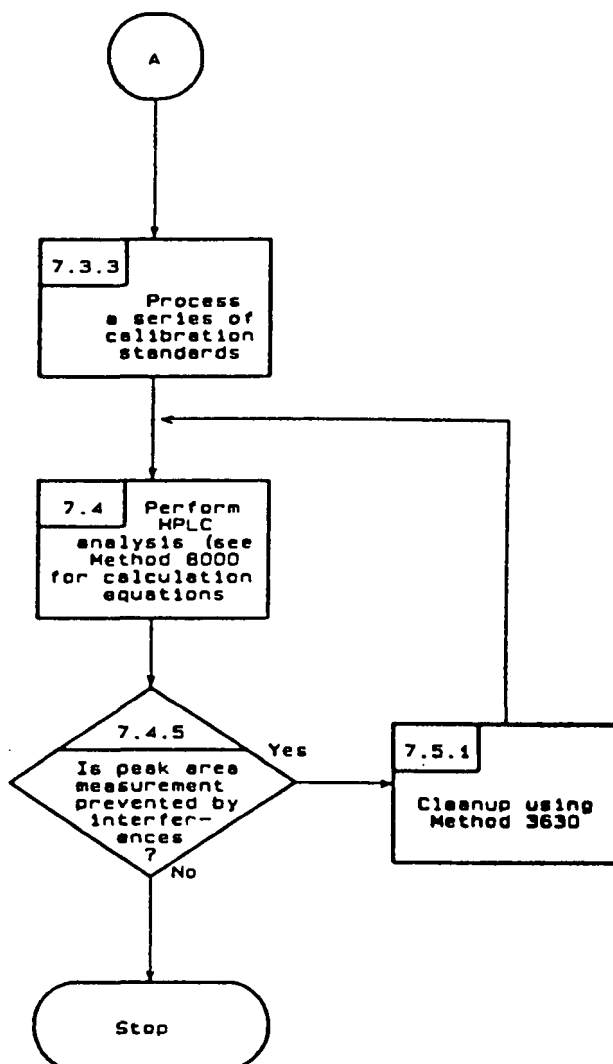 A
7.3.3
Process
a series of
calibration
standards
7.4
Perform
HPLC
analysis (see
Method 8000
for calculation
equations
7.4.5
Is peak area
measurement
prevented by
interfer-
ences
?
Yes
7.5.1
Cleanup using
Method 3630
No
Stop